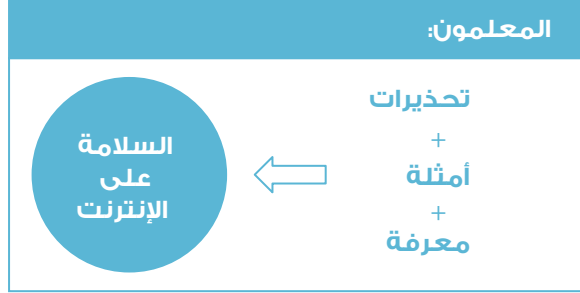 المعلمون:
تحذيرات
+
أمثلة
+
معرفة
السلامة
على
الإنترنت